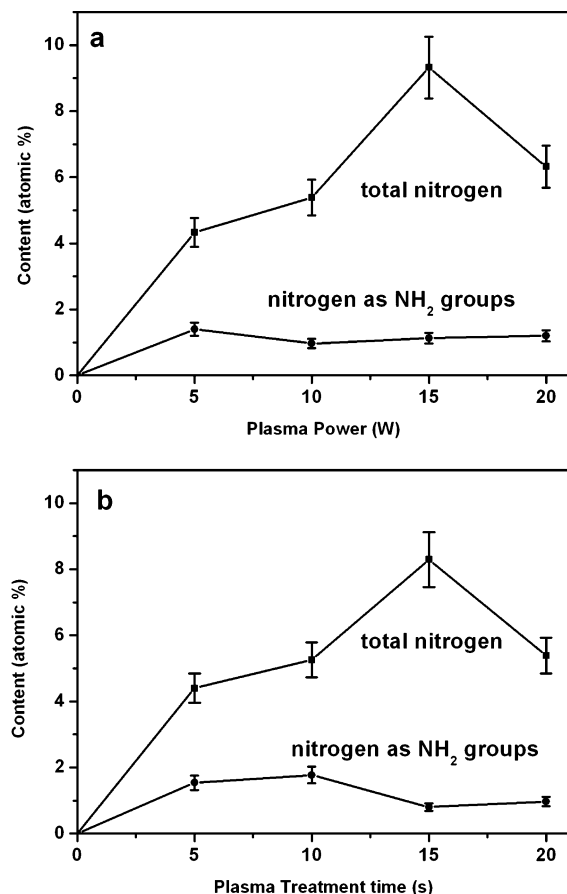 a
10
8
6
4
2
0
Content (atomic %)
total nitrogen
nitrogen as NH₂ groups
0 5 10 15 20
Plasma Power (W)
b
10
8
6
4
2
0
Content (atomic %)
total nitrogen
nitrogen as NH₂ groups
0 5 10 15 20
Plasma Treatment time (s)